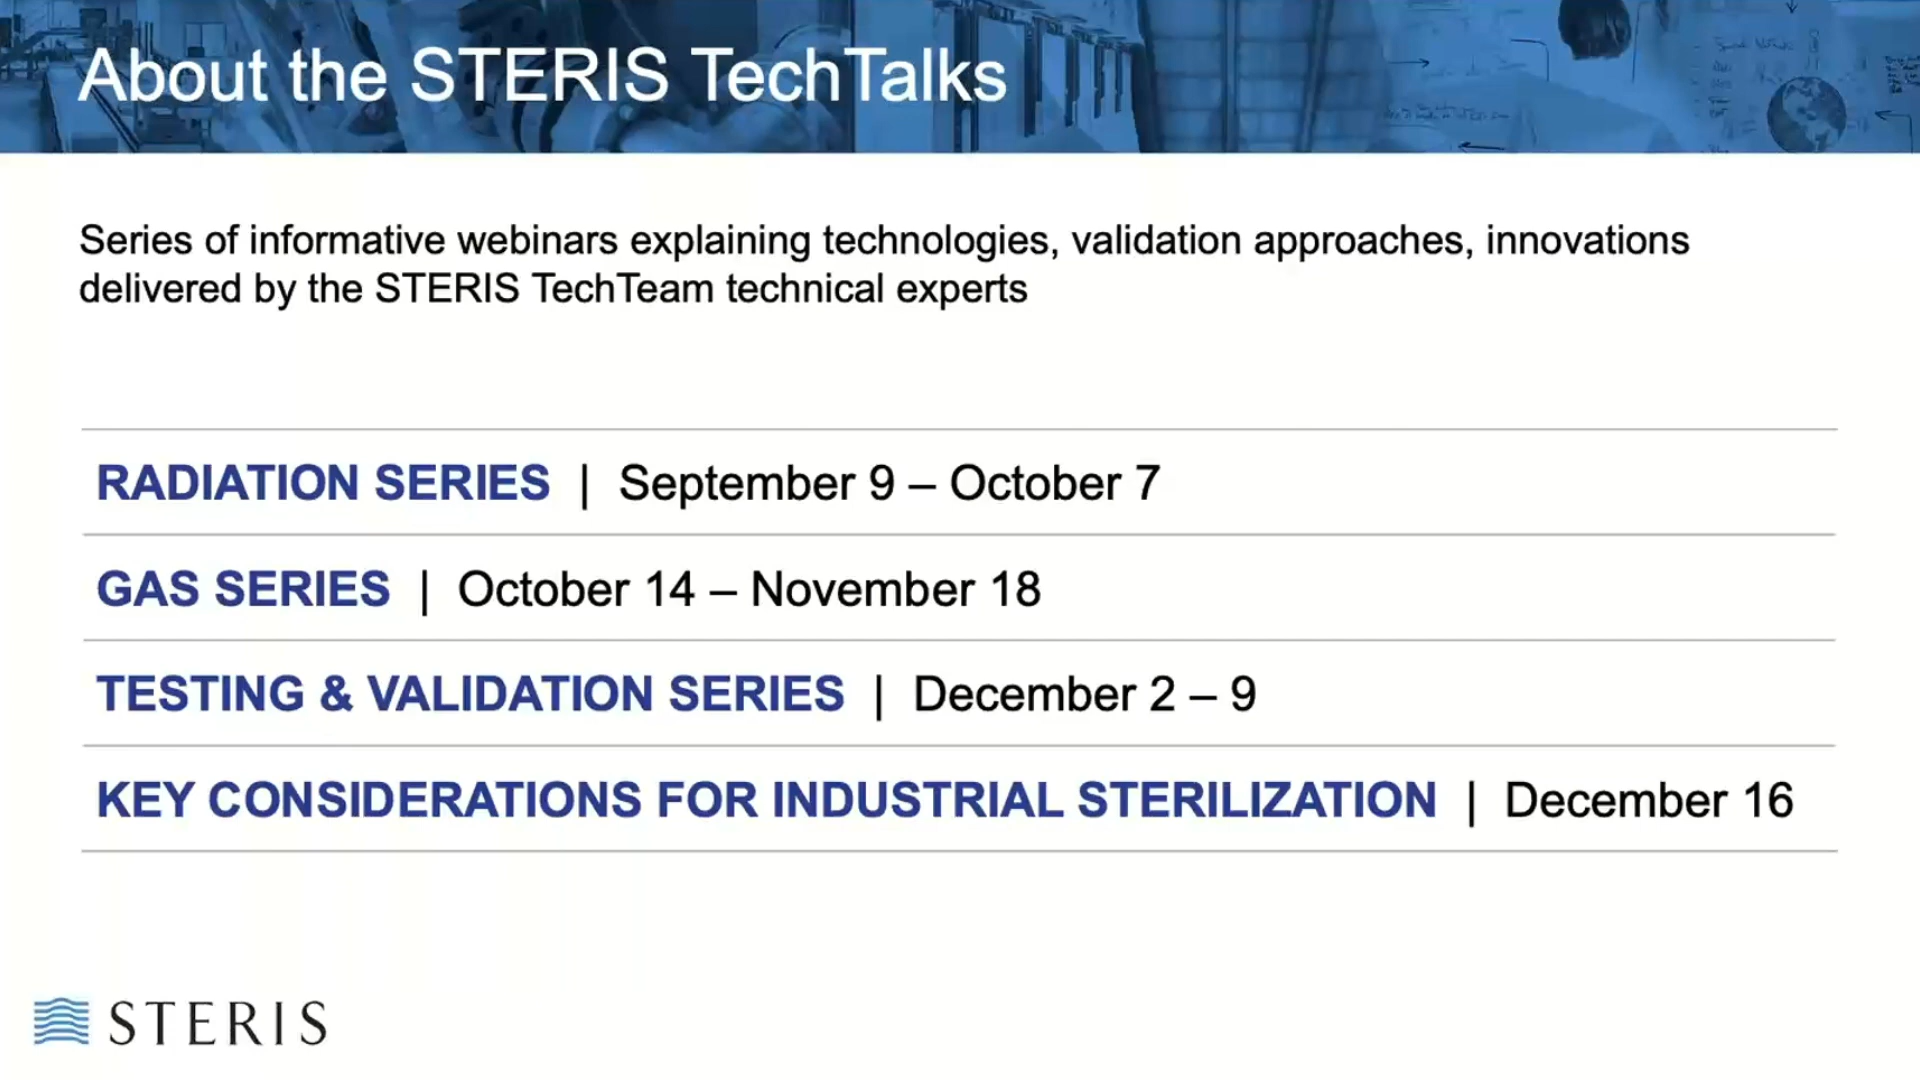 About the STERIS TechTalks
Series of informative webinars explaining technologies, validation approaches, innovations
delivered by the STERIS TechTeam technical experts
RADIATION SERIES | September 9 – October 7
GAS SERIES | October 14 – November 18
TESTING & VALIDATION SERIES | December 2 – 9
KEY CONSIDERATIONS FOR INDUSTRIAL STERILIZATION | December 16
STERIS